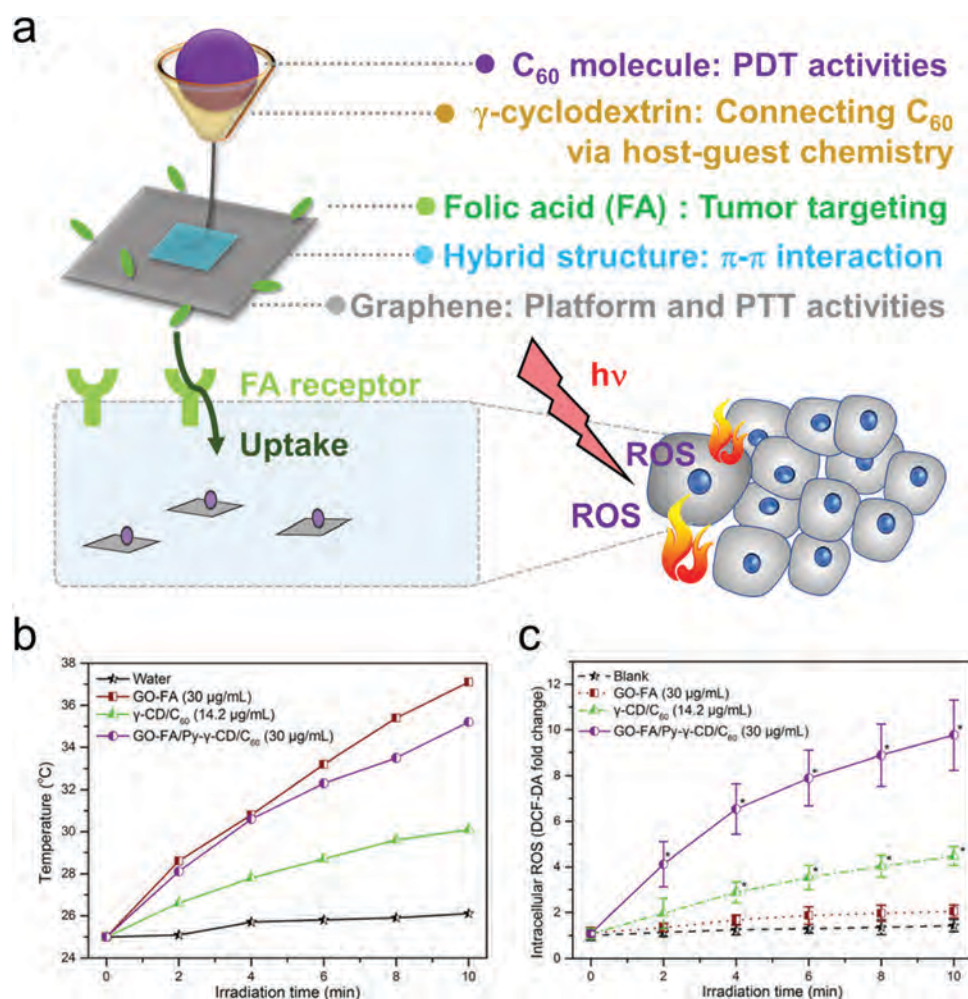 a
C₆₀ molecule: PDT activities
γ-cyclodextrin: Connecting C₆₀
via host-guest chemistry
Folic acid (FA) : Tumor targeting
Hybrid structure: π-π interaction
Graphene: Platform and PTT activities
FA receptor
Uptake
hν
ROS
ROS
b
38
36
34
32
30
28
26
24
Temperature (°C)
Water
GO-FA (30 μg/mL)
γ-CD/C₆₀ (14.2 μg/mL)
GO-FA/Py-γ-CD/C₆₀ (30 μg/mL)
0 2 4 6 8 10
Irradiation time (min)
c
12
10
8
6
4
2
0
Intracellular ROS (DCF-DA fold change)
Blank
GO-FA (30 μg/mL)
γ-CD/C₆₀ (14.2 μg/mL)
GO-FA/Py-γ-CD/C₆₀ (30 μg/mL)
* * * * *
* * * *
0 2 4 6 8 10
Irradiation time (min)